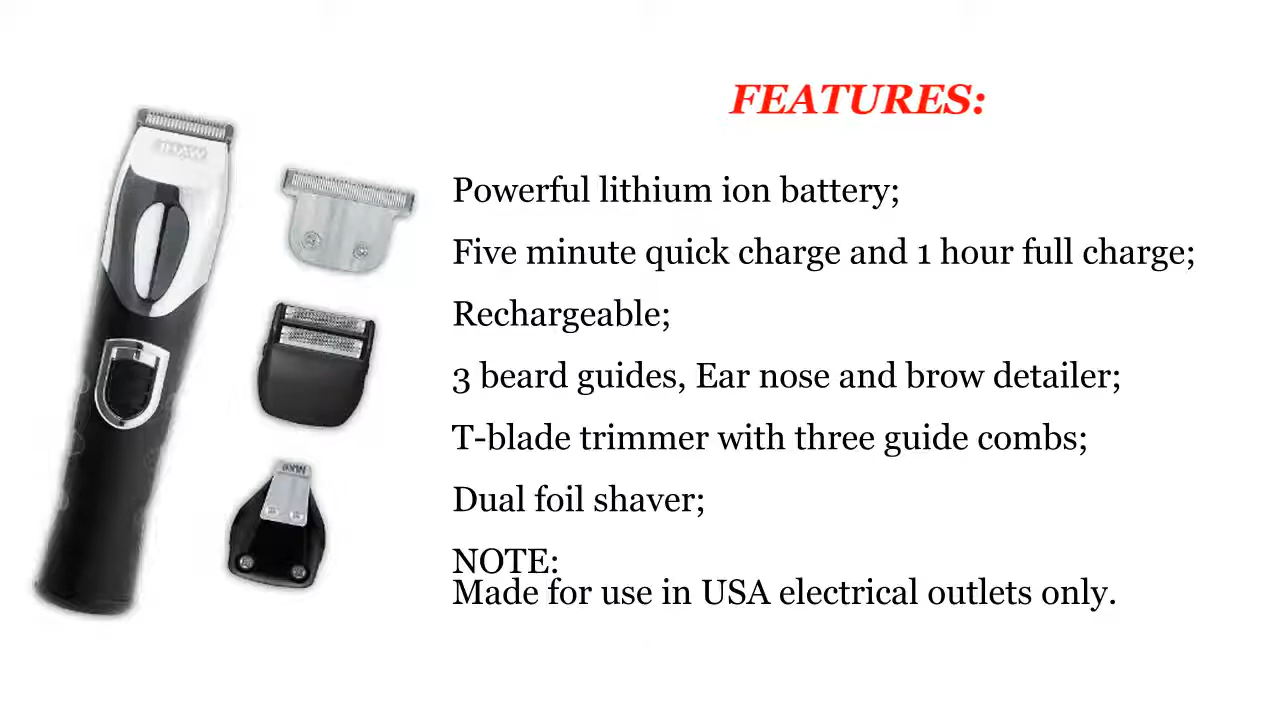 FEATURES:
Powerful lithium ion battery;
Five minute quick charge and 1 hour full charge;
Rechargeable;
3 beard guides, Ear nose and brow detailer;
T-blade trimmer with three guide combs;
Dual foil shaver;
NOTE:
Made for use in USA electrical outlets only.